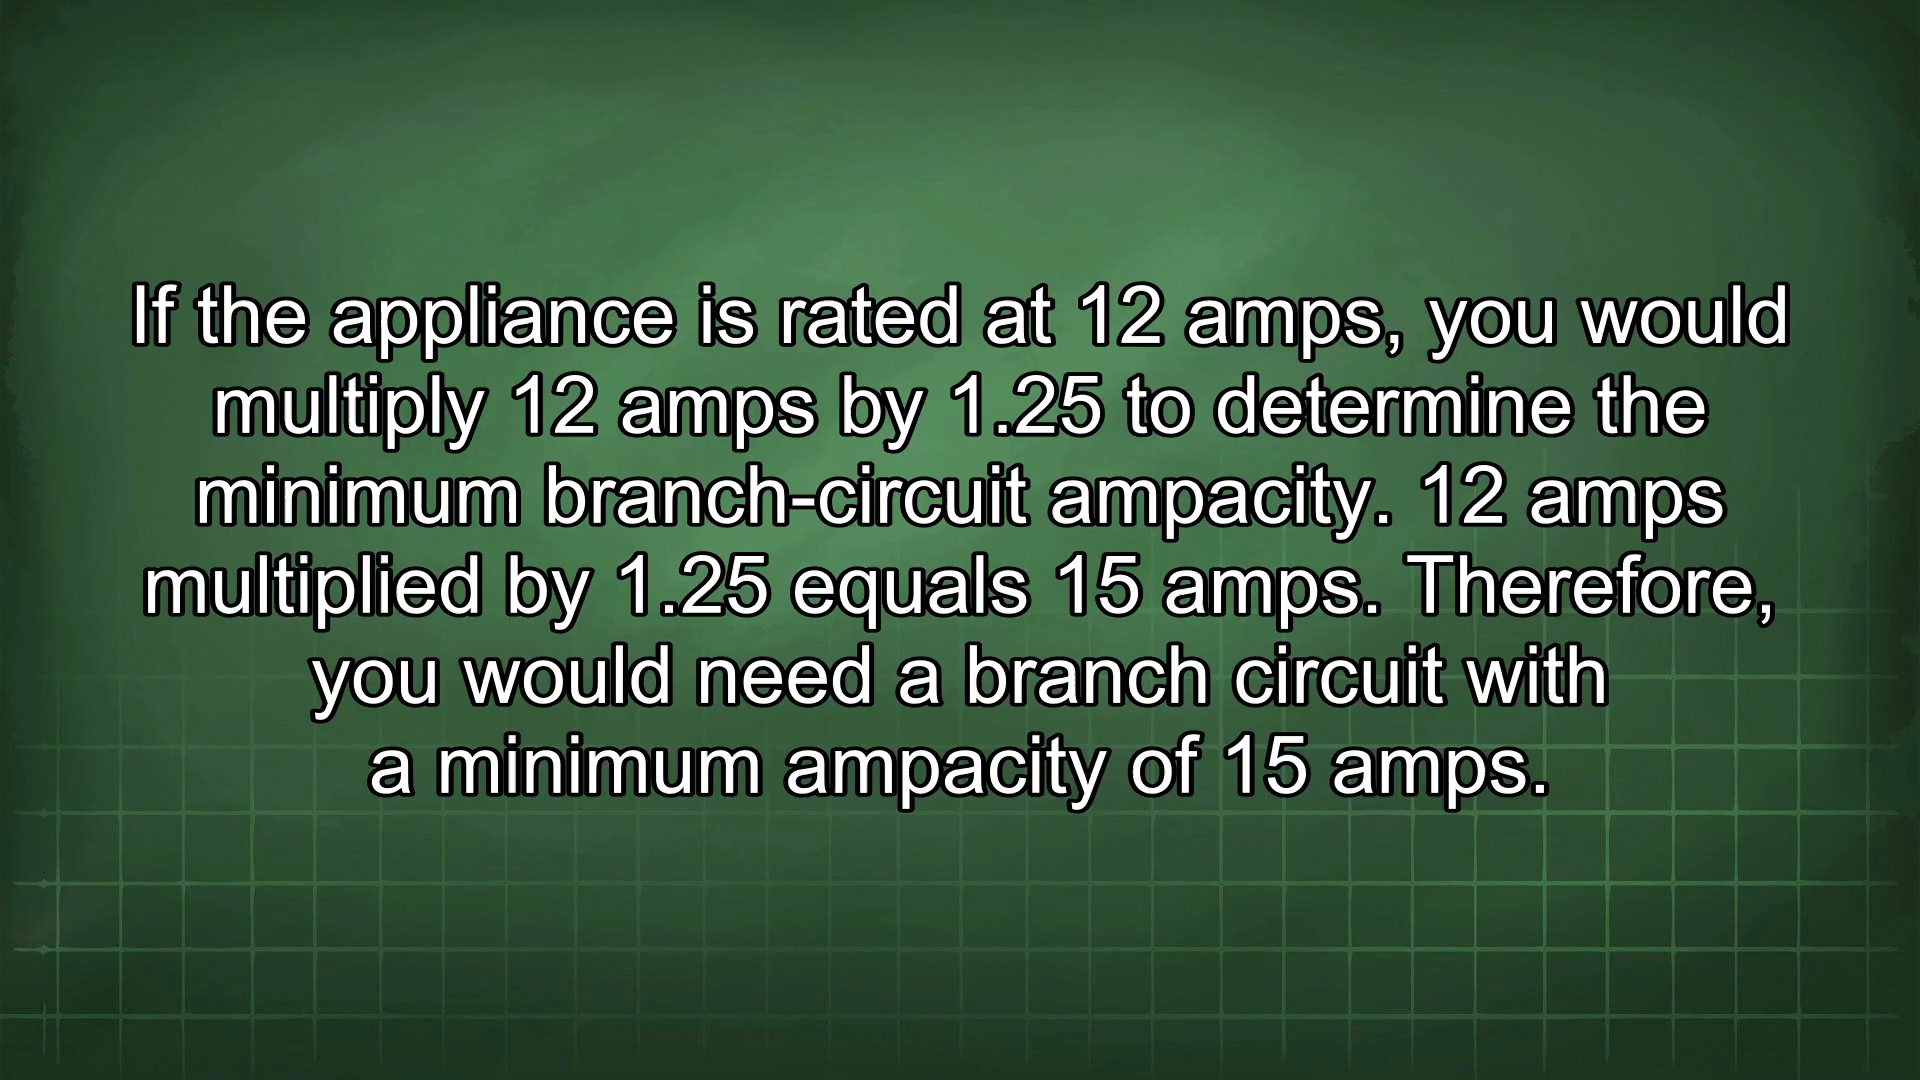 If the appliance is rated at 12 amps, you would
multiply 12 amps by 1.25 to determine the
minimum branch-circuit ampacity. 12 amps
multiplied by 1.25 equals 15 amps. Therefore,
you would need a branch circuit with
a minimum ampacity of 15 amps.